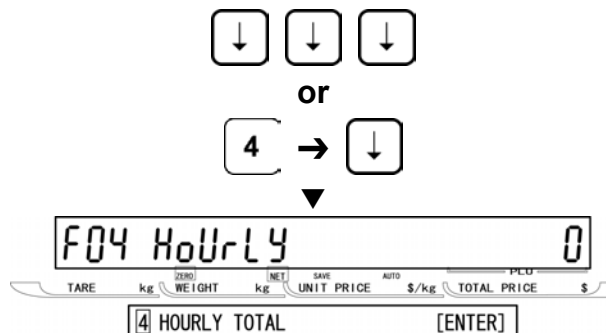 ↓ ↓ ↓
or
4 → ↓
▼
F04 HoUrLY 0
ZERO NET SAVE AUTO PLU
TARE kg WEIGHT kg UNIT PRICE $/kg TOTAL PRICE $
4 HOURLY TOTAL [ENTER]